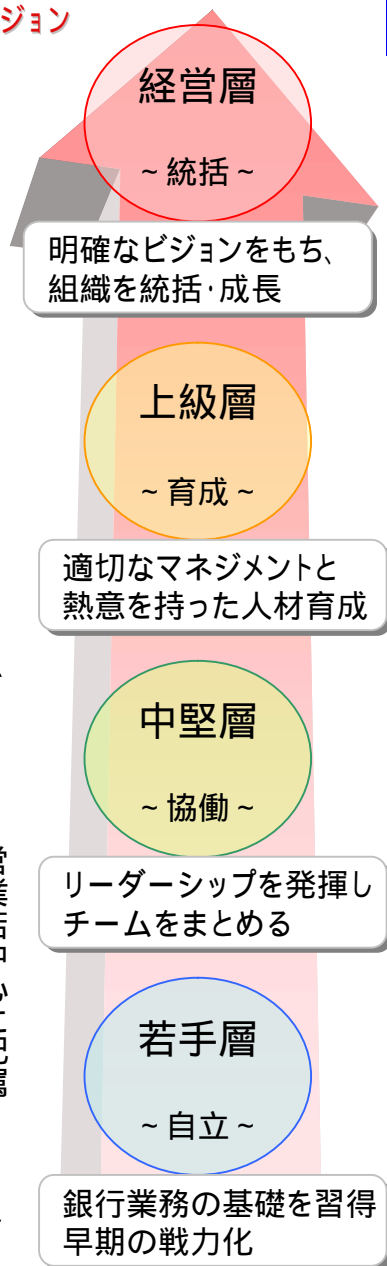 ジョン
経営層
~ 統括 ~
明確なビジョンをもち、
組織を統括・成長
上級層
~ 育成 ~
適切なマネジメントと
熱意を持った人材育成
中堅層
~ 協働 ~
リーダーシップを発揮し
チームをまとめる
若手層
~ 自立 ~
銀行業務の基礎を習得
早期の戦力化